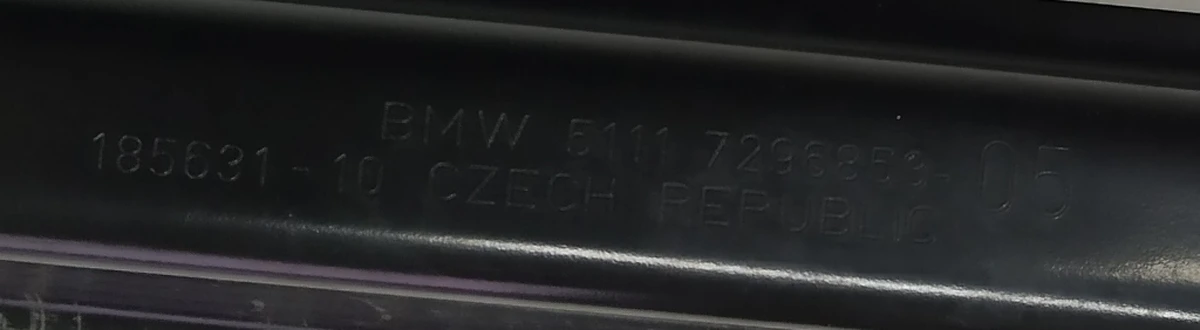 BMW 5111 7296853-05
185631-10 CZECH REPUBLIC